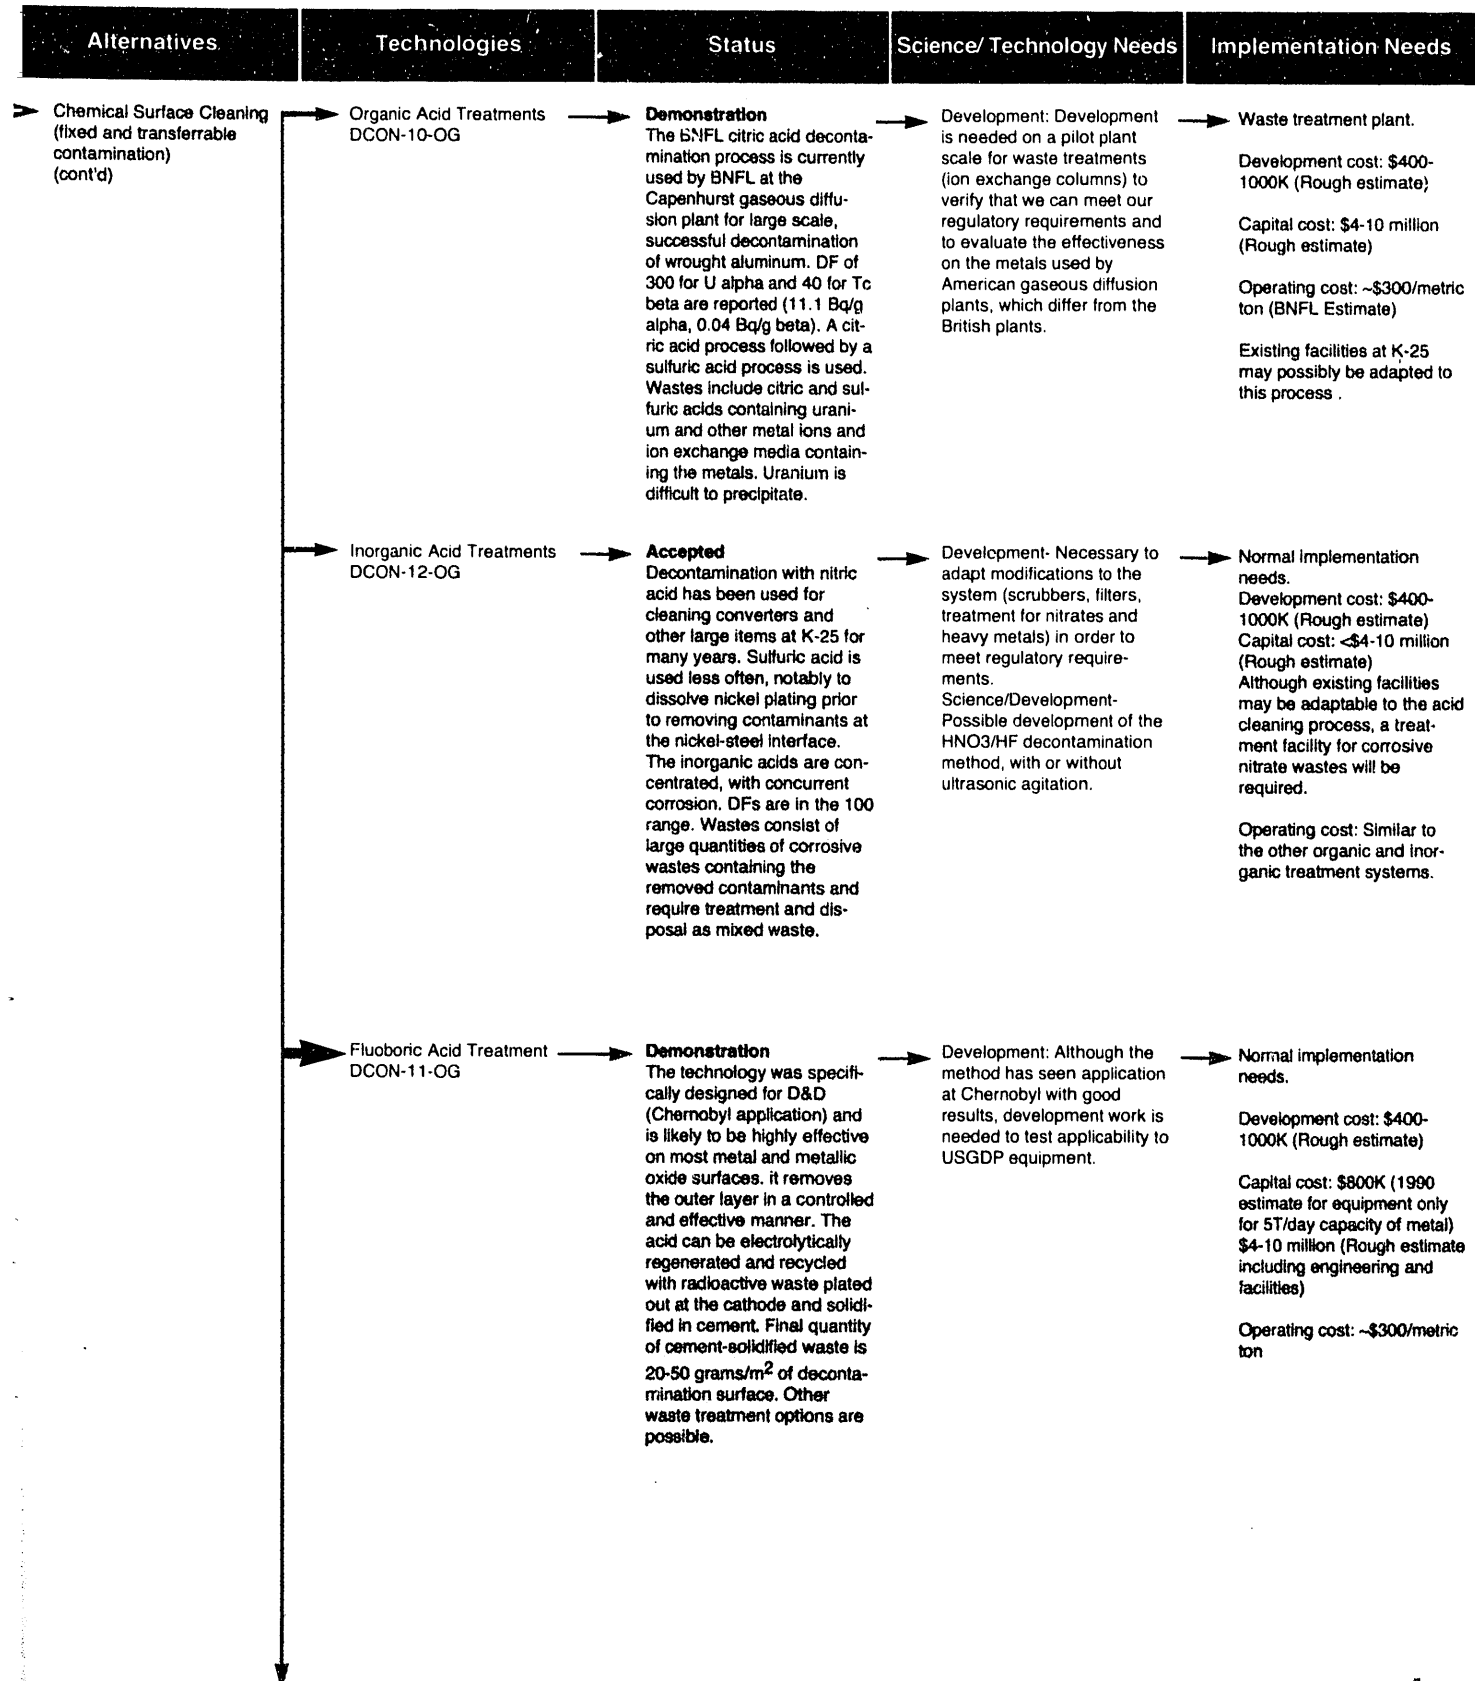 Alternatives
Technologies
Status
Science/ Technology Needs
Implementation Needs
Chemical Surface Cleaning
(fixed and transferrable
contamination)
(cont'd)
Organic Acid Treatments
DCON-10-OG
Demonstration
The BNFL citric acid deconta-
mination process is currently
used by BNFL at the
Capenhurst gaseous diffu-
sion plant for large scale,
successful decontamination
of wrought aluminum. DF of
300 for U alpha and 40 for Tc
beta are reported (11.1 Bq/g
alpha, 0.04 Bq/g beta). A cit-
ric acid process followed by a
sulfuric acid process is used.
Wastes include citric and sul-
furic acids containing urani-
um and other metal ions and
ion exchange media contain-
ing the metals. Uranium is
difficult to precipitate.
Development: Development
is needed on a pilot plant
scale for waste treatments
(ion exchange columns) to
verify that we can meet our
regulatory requirements and
to evaluate the effectiveness
on the metals used by
American gaseous diffusion
plants, which differ from the
British plants.
Waste treatment plant.
Development cost: $400-
1000K (Rough estimate)
Capital cost: $4-10 million
(Rough estimate)
Operating cost: ~$300/metric
ton (BNFL Estimate)
Existing facilities at K-25
may possibly be adapted to
this process .
Inorganic Acid Treatments
DCON-12-OG
Accepted
Decontamination with nitric
acid has been used for
cleaning converters and
other large items at K-25 for
many years. Sulfuric acid is
used less often, notably to
dissolve nickel plating prior
to removing contaminants at
the nickel-steel interface.
The inorganic acids are con-
centrated, with concurrent
corrosion. DFs are in the 100
range. Wastes consist of
large quantities of corrosive
wastes containing the
removed contaminants and
require treatment and dis-
posal as mixed waste.
Development- Necessary to
adapt modifications to the
system (scrubbers, filters,
treatment for nitrates and
heavy metals) in order to
meet regulatory require-
ments.
Science/Development-
Possible development of the
HNO3/HF decontamination
method, with or without
ultrasonic agitation.
Normal implementation
needs.
Development cost: $400-
1000K (Rough estimate)
Capital cost: <$4-10 million
(Rough estimate)
Although existing facilities
may be adaptable to the acid
cleaning process, a treat-
ment facility for corrosive
nitrate wastes will be
required.
Operating cost: Similar to
the other organic and inor-
ganic treatment systems.
Fluoboric Acid Treatment
DCON-11-OG
Demonstration
The technology was specifi-
cally designed for D&D
(Chernobyl application) and
is likely to be highly effective
on most metal and metallic
oxide surfaces. it removes
the outer layer in a controlled
and effective manner. The
acid can be electrolytically
regenerated and recycled
with radioactive waste plated
out at the cathode and solidi-
fied in cement. Final quantity
of cement-solidified waste is
20-50 grams/m² of deconta-
mination surface. Other
waste treatment options are
possible.
Development: Although the
method has seen application
at Chernobyl with good
results, development work is
needed to test applicability to
USGDP equipment.
Normal implementation
needs.
Development cost: $400-
1000K (Rough estimate)
Capital cost: $800K (1990
estimate for equipment only
for 5T/day capacity of metal)
$4-10 million (Rough estimate
including engineering and
facilities)
Operating cost: ~$300/metric
ton